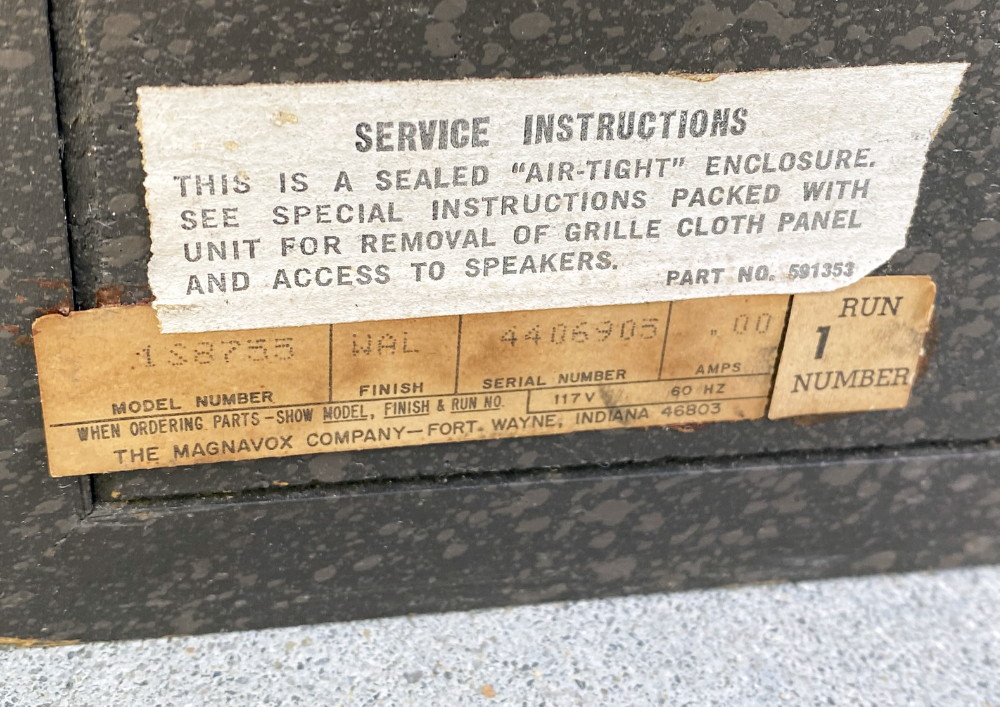 SERVICE INSTRUCTIONS
THIS IS A SEALED "AIR-TIGHT" ENCLOSURE.
SEE SPECIAL INSTRUCTIONS PACKED WITH
UNIT FOR REMOVAL OF GRILLE CLOTH PANEL
AND ACCESS TO SPEAKERS.
PART NO. 591353
1S8755 WAL 4406905 .00
MODEL NUMBER FINISH SERIAL NUMBER AMPS
WHEN ORDERING PARTS-SHOW MODEL, FINISH & RUN NO. 117V 60 HZ
THE MAGNAVOX COMPANY-FORT WAYNE, INDIANA 46803
RUN
1
NUMBER